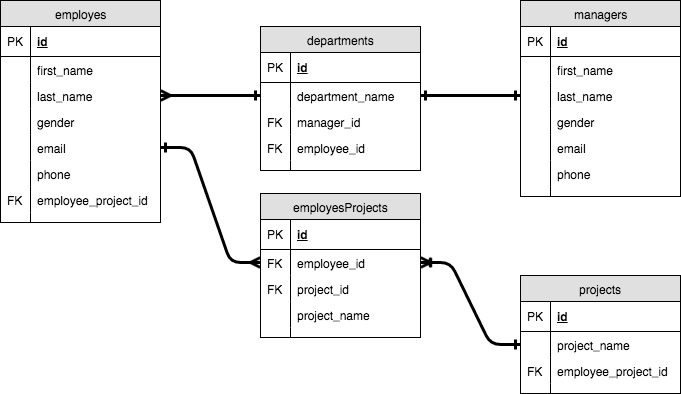 employes
PK id
first_name
last_name
gender
email
phone
FK employee_project_id
departments
PK id
department_name
FK manager_id
FK employee_id
managers
PK id
first_name
last_name
gender
email
phone
employesProjects
PK id
FK employee_id
FK project_id
project_name
projects
PK id
project_name
FK employee_project_id